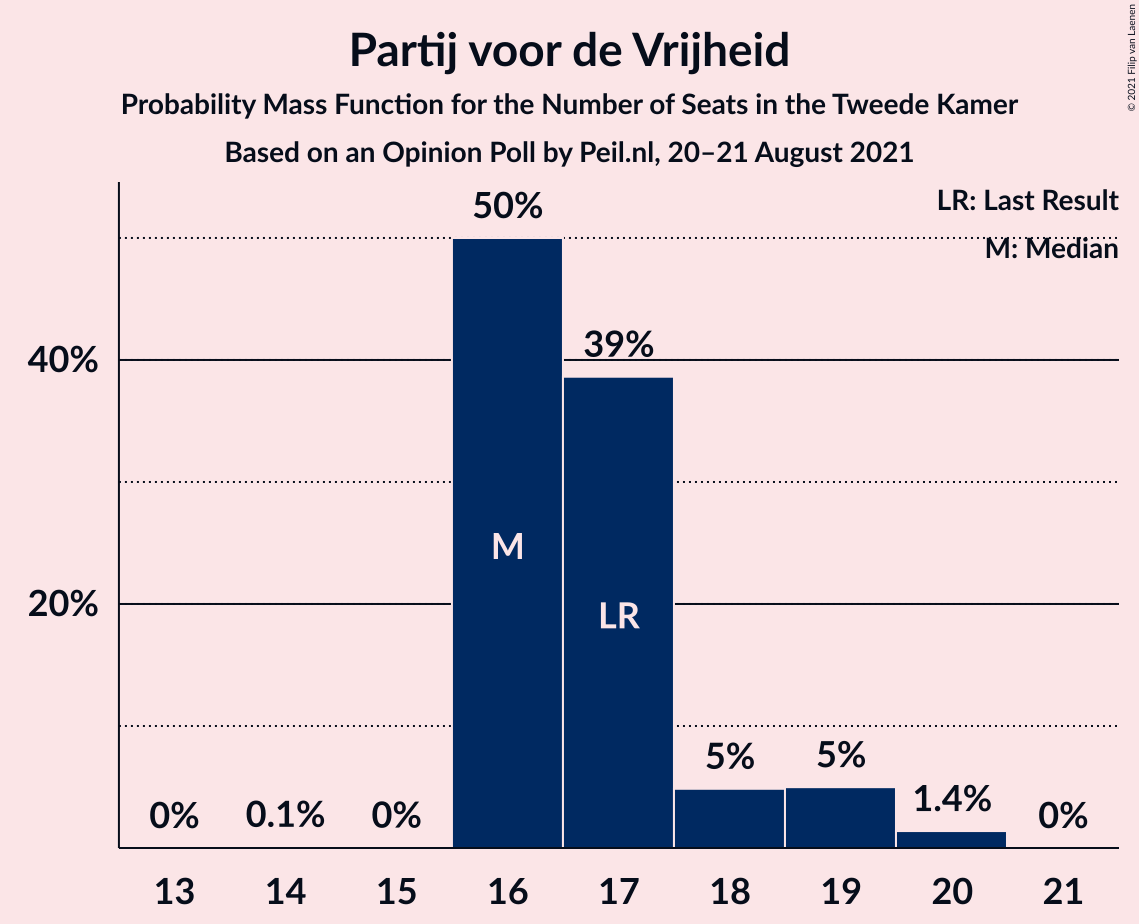 Partij voor de Vrijheid
Probability Mass Function for the Number of Seats in the Tweede Kamer
Based on an Opinion Poll by Peil.nl, 20–21 August 2021
© 2021 Filip van Laenen
LR: Last Result
M: Median
50%
39%
40%
M
20%
LR
5%
5%
0%
0.1%
0%
1.4%
0%
13 14 15 16 17 18 19 20 21